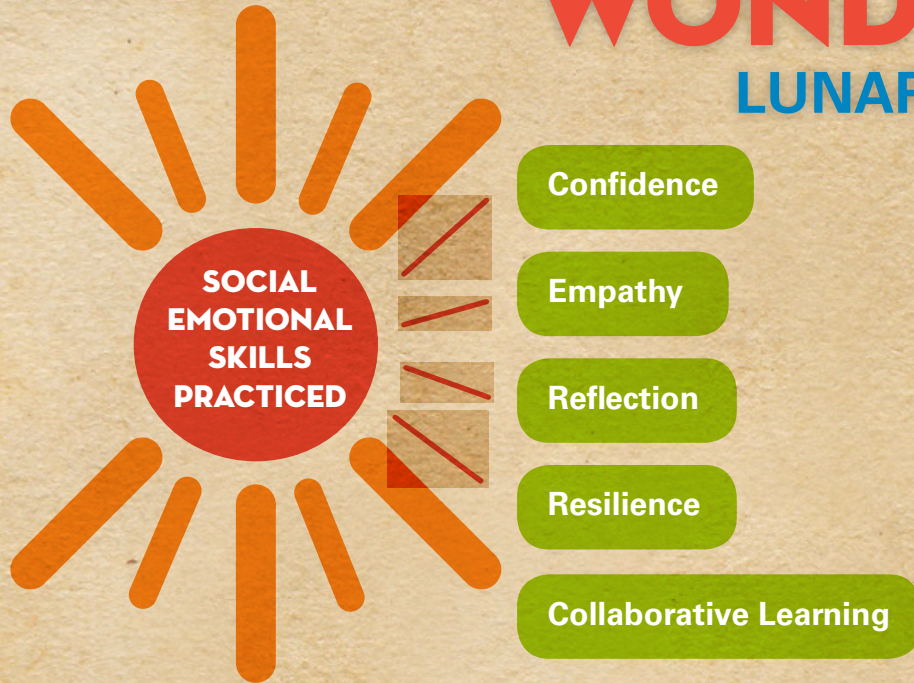 LUNAR
SOCIAL
EMOTIONAL
SKILLS
PRACTICED
Confidence
Empathy
Reflection
Resilience
Collaborative Learning